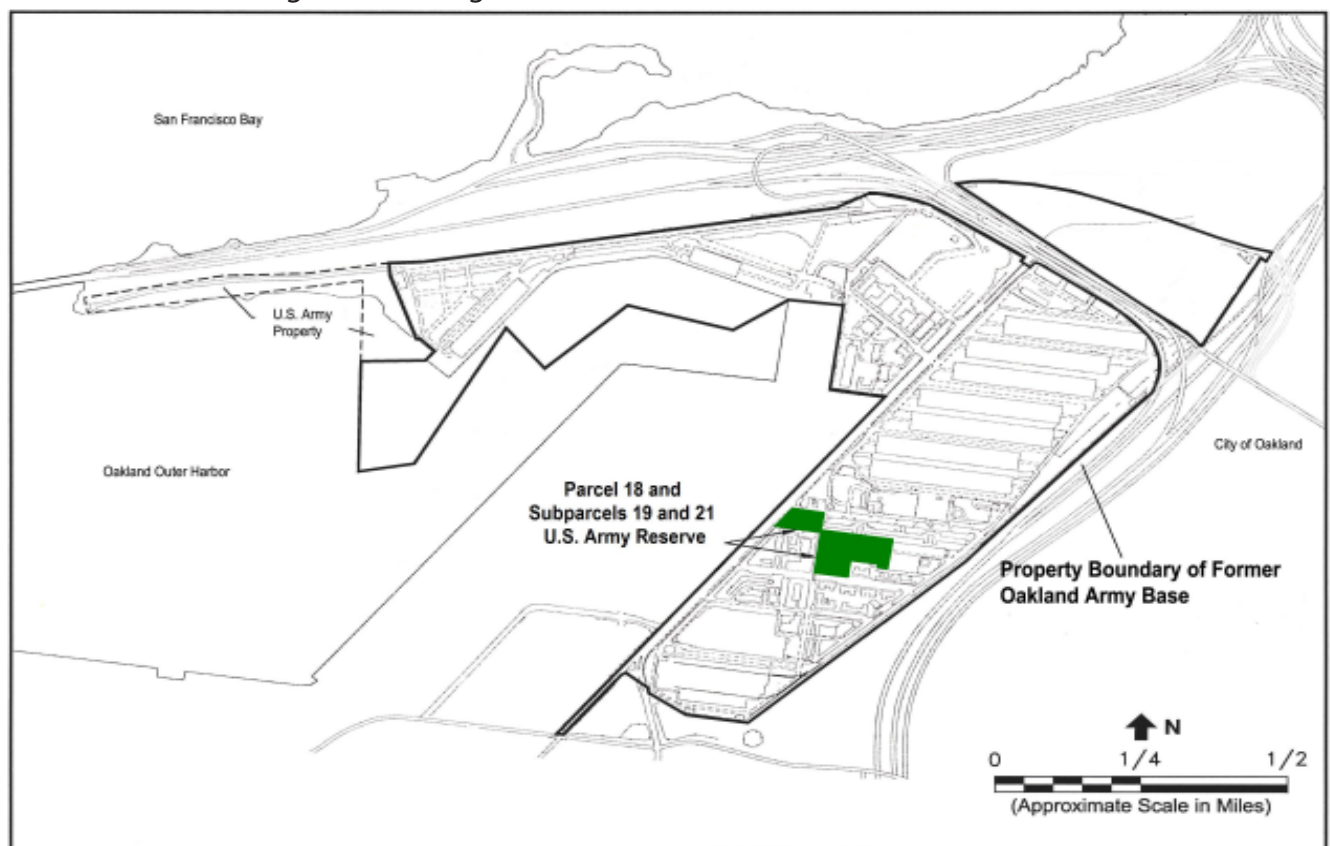 San Francisco Bay
U.S. Army
Property
Oakland Outer Harbor
City of Oakland
Parcel 18 and
Subparcels 19 and 21
U.S. Army Reserve
Property Boundary of Former
Oakland Army Base
N
0 1/4 1/2
(Approximate Scale in Miles)